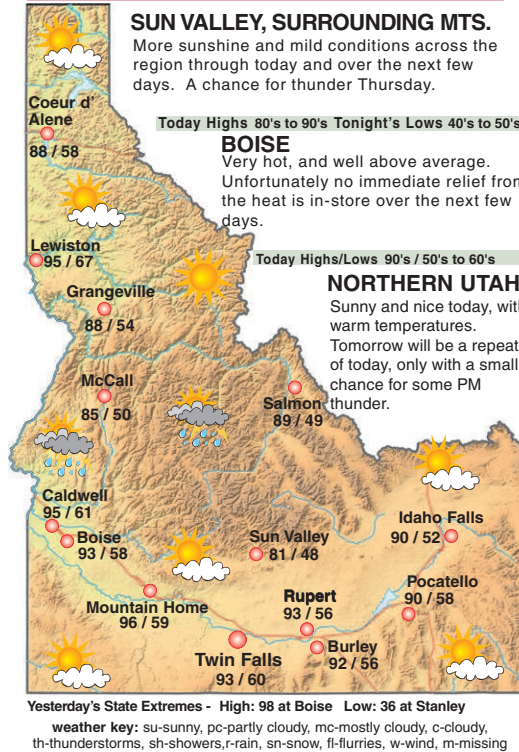 SUN VALLEY, SURROUNDING MTS.
More sunshine and mild conditions across the
region through today and over the next few
days. A chance for thunder Thursday.
Today Highs 80's to 90's Tonight's Lows 40's to 50's
BOISE
Very hot, and well above average.
Unfortunately no immediate relief from
the heat is in-store over the next few
days.
Today Highs/Lows 90's / 50's to 60's
NORTHERN UTAH
Sunny and nice today, with
warm temperatures.
Tomorrow will be a repeat
of today, only with a small
chance for some PM
thunder.
Coeur d'
Alene
88 / 58
Lewiston
95 / 67
Grangeville
88 / 54
McCall
85 / 50
Salmon
89 / 49
Caldwell
95 / 61
Boise
93 / 58
Sun Valley
81 / 48
Idaho Falls
90 / 52
Mountain Home
96 / 59
Rupert
93 / 56
Pocatello
90 / 58
Twin Falls
93 / 60
Burley
92 / 56
Yesterday's State Extremes - High: 98 at Boise Low: 36 at Stanley
weather key: su-sunny, pc-partly cloudy, mc-mostly cloudy, c-cloudy,
th-thunderstorms, sh-showers,r-rain, sn-snow, fl-flurries, w-wind, m-missing